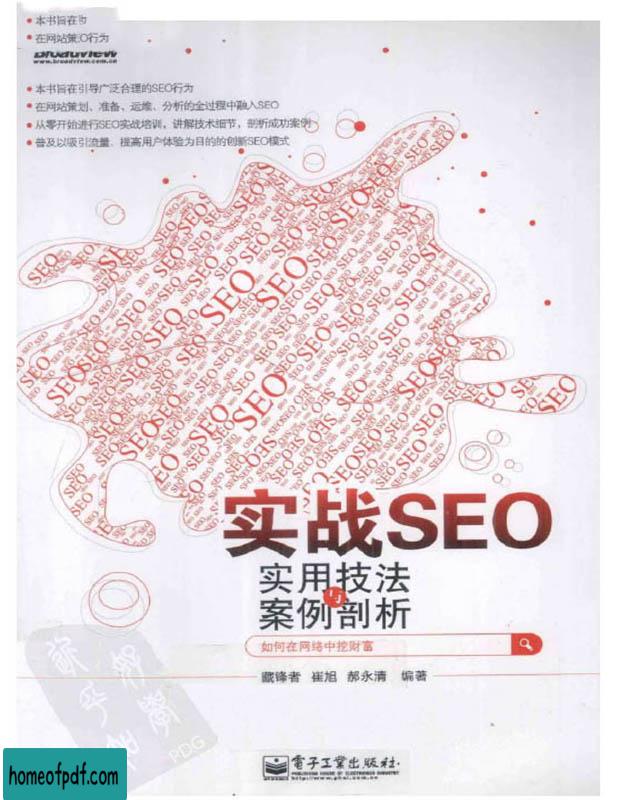 本书旨在
在网站策
行为
Broadview
www.broadview.com.cn
本书旨在引导广泛合理的SEO行为
在网站策划、准备、运维、分析的全过程中融入SEO
从零开始进行SEO实战培训，讲解技术细节，剖析成功案例
普及以吸引流量、提高用户体验为目的的创新SEO模式
SEO
实战SEO
实用技法
与
案例剖析
如何在网络中挖财富
藏锋者 崔旭 郝永清 编著
电子工业出版社
PUBLISHING HOUSE OF ELECTRONICS INDUSTRY
PDG
homeofpdf.com